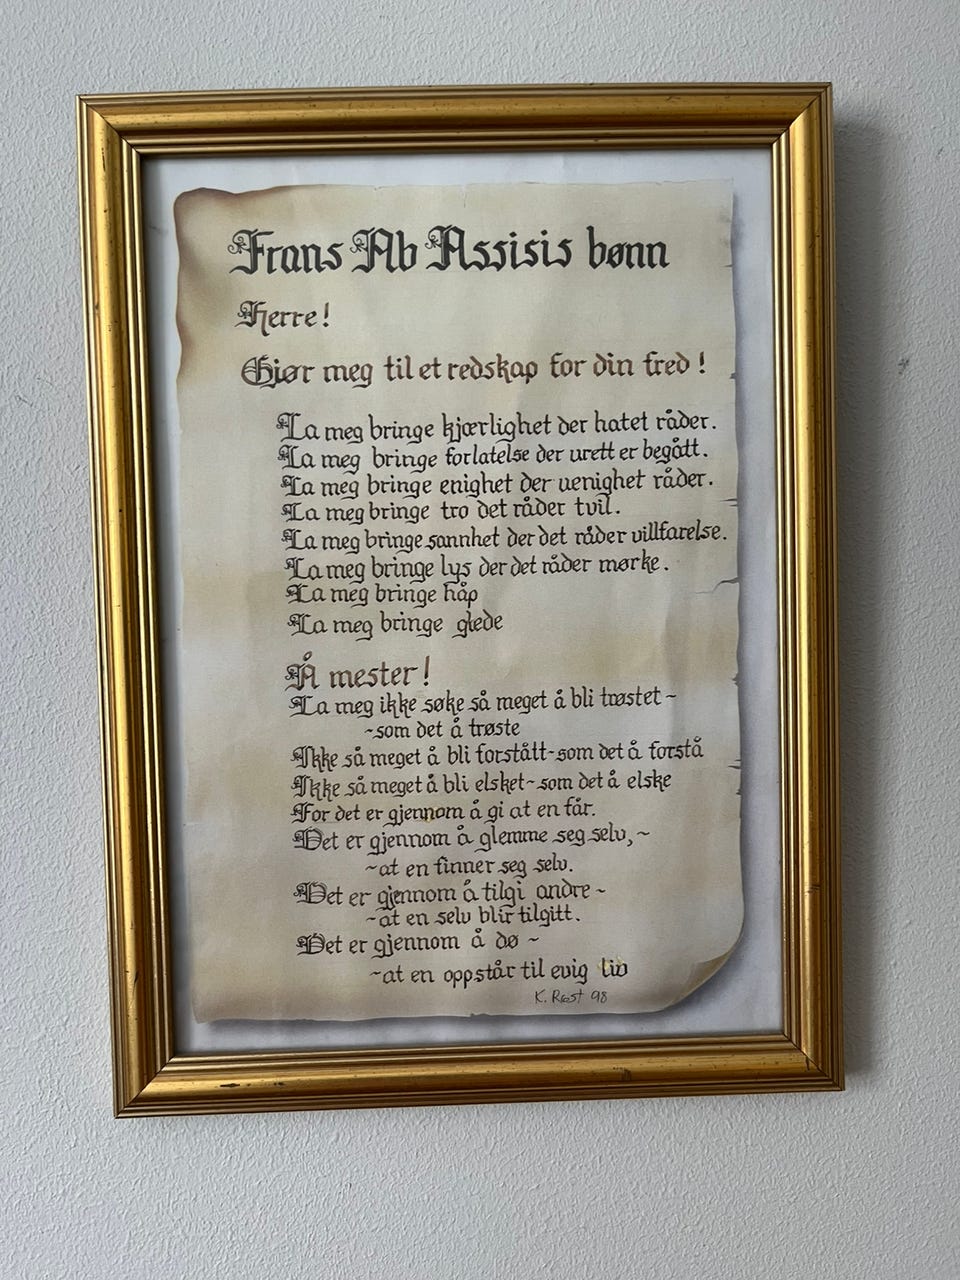 Frans Ab Assisis bønn
Herre!
Gjør meg til et redskap for din fred!
La meg bringe kjærlighet der hatet råder.
La meg bringe forlatelse der urett er begått.
La meg bringe enighet der uenighet råder.
La meg bringe tro det råder tvil.
La meg bringe sannhet der det råder villfarelse.
La meg bringe lys der det råder mørke.
La meg bringe håp
La meg bringe glede
Å mester!
La meg ikke søke så meget å bli trøstet ~
~som det å trøste
Ikke så meget å bli forstått-som det å forstå
Ikke så meget å bli elsket~som det å elske
For det er gjennom å gi at en får.
Det er gjennom å glemme seg selv, ~
~at en finner seg selv.
Det er gjennom å tilgi andre ~
~at en selv blir tilgitt.
Det er gjennom å dø ~
~at en oppstår til evig liv
K. Røst 98